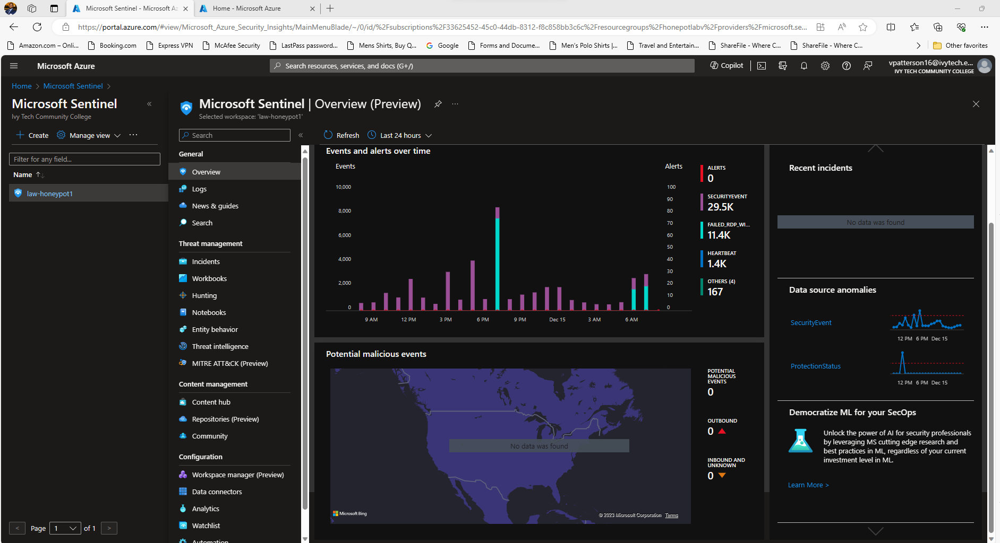 Microsoft Sentinel - Microsoft Az
Home - Microsoft Azure
https://portal.azure.com/#view/Microsoft_Azure_Security_Insights/MainMenuBlade/~/0/id/%2Fsubscriptions%2F33625452-45c0-44db-8312-f8c858bb3c6c%2Fresourcegroups%2Fhonepotlabv%2Fproviders%2Fmicrosoft.se...
Amazon.com – Onli...
Booking.com
Express VPN
McAfee Security
LastPass password...
Mens Shirts, Buy Q...
Google
Forms and Docume...
Men's Polo Shirts |...
Travel and Entertain...
ShareFile - Where C...
ShareFile - Where C...
Other favorites
Microsoft Azure
Search resources, services, and docs (G+/)
Copilot
vpatterson16@ivytech.e...
IVY TECH COMMUNITY COLLEGE
Home > Microsoft Sentinel >
Microsoft Sentinel
Ivy Tech Community College
Create
Manage view
Filter for any field...
Name
law-honeypot1
< Page 1 of 1 >
Microsoft Sentinel | Overview (Preview)
Selected workspace: 'law-honeypot1'
Search
Refresh
Last 24 hours
General
Overview
Logs
News & guides
Search
Threat management
Incidents
Workbooks
Hunting
Notebooks
Entity behavior
Threat intelligence
MITRE ATT&CK (Preview)
Content management
Content hub
Repositories (Preview)
Community
Configuration
Workspace manager (Preview)
Data connectors
Analytics
Watchlist
Automation
Events and alerts over time
Events
Alerts
10,000
8,000
6,000
4,000
2,000
0
100
90
80
70
60
50
40
30
20
10
0
9 AM
12 PM
3 PM
6 PM
9 PM
Dec 15
3 AM
6 AM
ALERTS
0
SECURITYEVENT
29.5K
FAILED_RDP_WI...
11.4K
HEARTBEAT
1.4K
OTHERS (4)
167
Potential malicious events
No data was found
Microsoft Bing
© 2023 Microsoft Corporation Terms
POTENTIAL
MALICIOUS
EVENTS
0
OUTBOUND
0
INBOUND AND
UNKNOWN
0
Recent incidents
No data was found
Data source anomalies
SecurityEvent
12 PM 6 PM Dec 15
ProtectionStatus
12 PM 6 PM Dec 15
Democratize ML for your SecOps
Unlock the power of AI for security professionals
by leveraging MS cutting edge research and
best practices in ML, regardless of your current
investment level in ML.
Learn More >